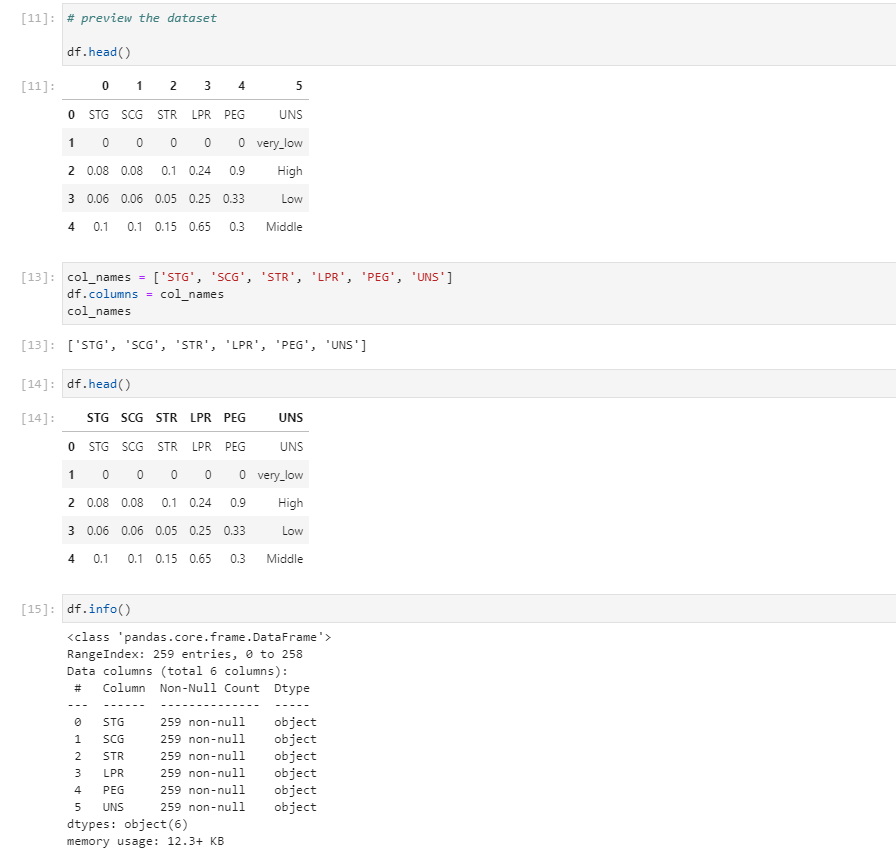 [11]: # preview the dataset
df.head()
[11]: 0 1 2 3 4 5
0 STG SCG STR LPR PEG UNS
1 0 0 0 0 0 very_low
2 0.08 0.08 0.1 0.24 0.9 High
3 0.06 0.06 0.05 0.25 0.33 Low
4 0.1 0.1 0.15 0.65 0.3 Middle
[13]: col_names = ['STG', 'SCG', 'STR', 'LPR', 'PEG', 'UNS']
df.columns = col_names
col_names
[13]: ['STG', 'SCG', 'STR', 'LPR', 'PEG', 'UNS']
[14]: df.head()
[14]: STG SCG STR LPR PEG UNS
0 STG SCG STR LPR PEG UNS
1 0 0 0 0 0 very_low
2 0.08 0.08 0.1 0.24 0.9 High
3 0.06 0.06 0.05 0.25 0.33 Low
4 0.1 0.1 0.15 0.65 0.3 Middle
[15]: df.info()
<class 'pandas.core.frame.DataFrame'>
RangeIndex: 259 entries, 0 to 258
Data columns (total 6 columns):
# Column Non-Null Count Dtype
--- ------ -------------- -----
0 STG 259 non-null object
1 SCG 259 non-null object
2 STR 259 non-null object
3 LPR 259 non-null object
4 PEG 259 non-null object
5 UNS 259 non-null object
dtypes: object(6)
memory usage: 12.3+ KB